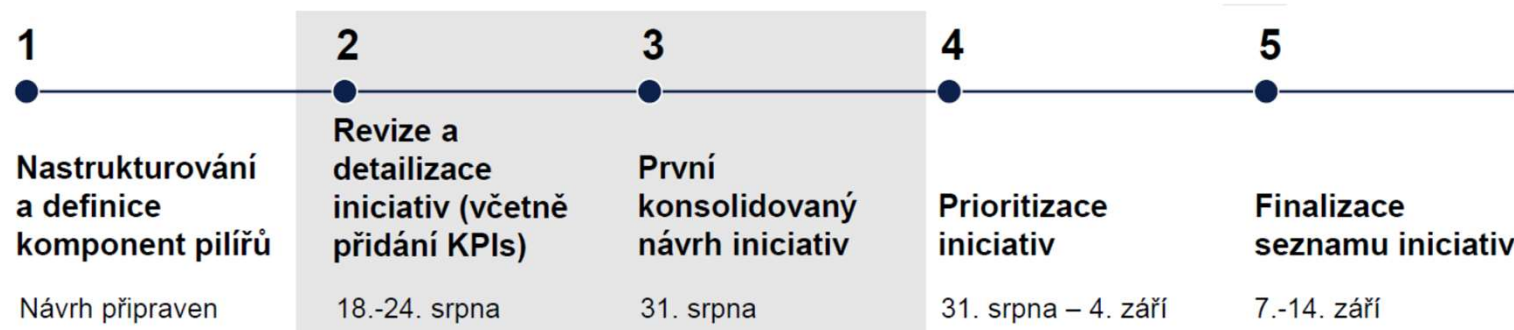 1
Nastrukturování
a definice
komponent pilířů
Návrh připraven
2
Revize a
detailizace
iniciativ (včetně
přidání KPIs)
18.-24. srpna
3
První
konsolidovaný
návrh iniciativ
31. srpna
4
Prioritizace
iniciativ
31. srpna – 4. září
5
Finalizace
seznamu iniciativ
7.-14. září